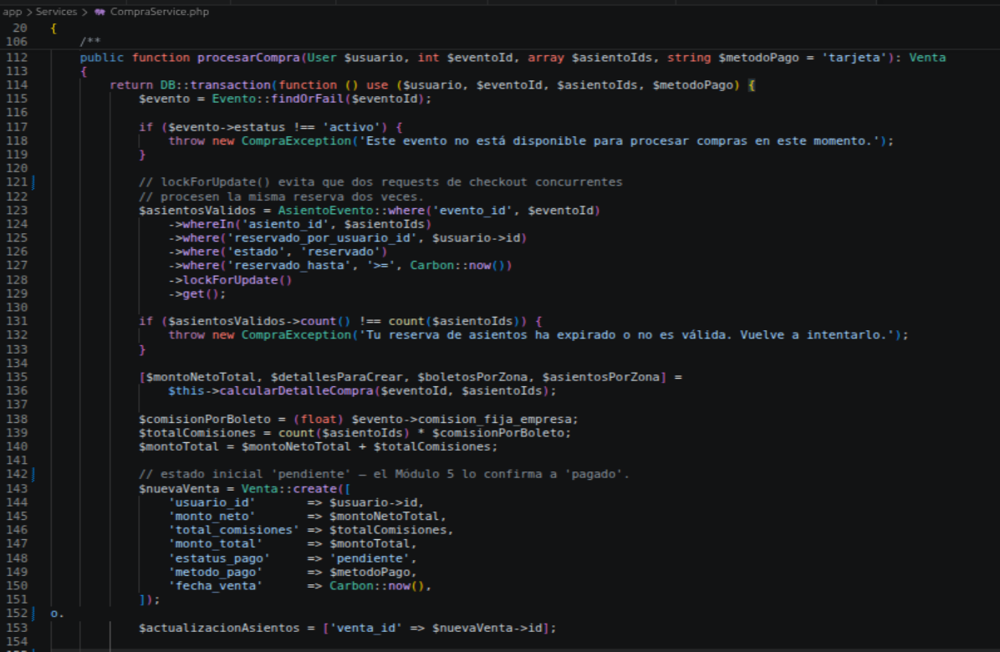 app > Services > CompraService.php
20 {
106 /**
112 public function procesarCompra(User $usuario, int $eventoId, array $asientoIds, string $metodoPago = 'tarjeta'): Venta
113 {
114 return DB::transaction(function () use ($usuario, $eventoId, $asientoIds, $metodoPago) {
115 $evento = Evento::findOrFail($eventoId);
116
117 if ($evento->estatus !== 'activo') {
118 throw new CompraException('Este evento no está disponible para procesar compras en este momento.');
119 }
120
121 // lockForUpdate() evita que dos requests de checkout concurrentes
122 // procesen la misma reserva dos veces.
123 $asientosValidos = AsientoEvento::where('evento_id', $eventoId)
124 ->whereIn('asiento_id', $asientoIds)
125 ->where('reservado_por_usuario_id', $usuario->id)
126 ->where('estado', 'reservado')
127 ->where('reservado_hasta', '>=', Carbon::now())
128 ->lockForUpdate()
129 ->get();
130
131 if ($asientosValidos->count() !== count($asientoIds)) {
132 throw new CompraException('Tu reserva de asientos ha expirado o no es válida. Vuelve a intentarlo.');
133 }
134
135 [$montoNetoTotal, $detallesParaCrear, $boletosPorZona, $asientosPorZona] =
136 $this->calcularDetalleCompra($eventoId, $asientoIds);
137
138 $comisionPorBoleto = (float) $evento->comision_fija_empresa;
139 $totalComisiones = count($asientoIds) * $comisionPorBoleto;
140 $montoTotal = $montoNetoTotal + $totalComisiones;
141
142 // estado inicial 'pendiente' — el Módulo 5 lo confirma a 'pagado'.
143 $nuevaVenta = Venta::create([
144 'usuario_id' => $usuario->id,
145 'monto_neto' => $montoNetoTotal,
146 'total_comisiones' => $totalComisiones,
147 'monto_total' => $montoTotal,
148 'estatus_pago' => 'pendiente',
149 'metodo_pago' => $metodoPago,
150 'fecha_venta' => Carbon::now(),
151 ]);
152 o.
153 $actualizacionAsientos = ['venta_id' => $nuevaVenta->id];
154